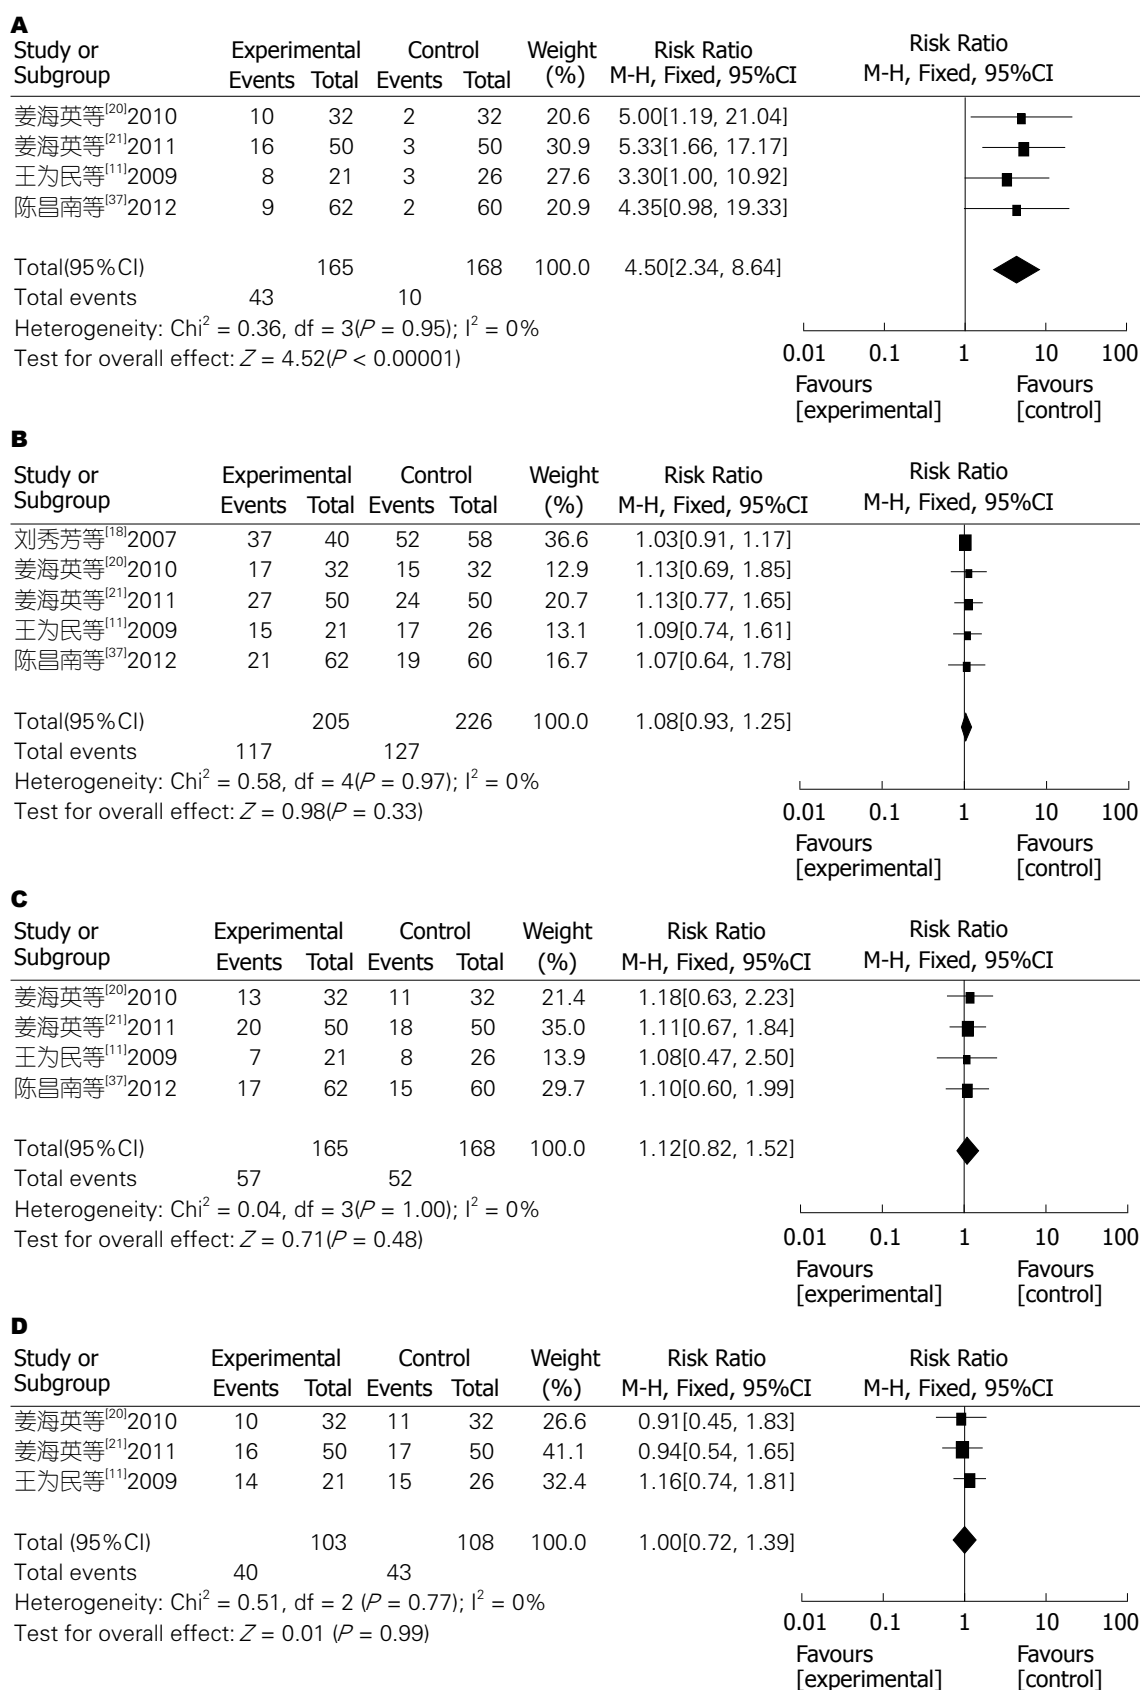 A
Study or Subgroup Experimental Control Weight (%) Risk Ratio M-H, Fixed, 95%CI Risk Ratio M-H, Fixed, 95%CI
Events Total Events Total
姜海英等[20]2010 10 32 2 32 20.6 5.00[1.19, 21.04]
姜海英等[21]2011 16 50 3 50 30.9 5.33[1.66, 17.17]
王为民等[11]2009 8 21 3 26 27.6 3.30[1.00, 10.92]
陈昌南等[37]2012 9 62 2 60 20.9 4.35[0.98, 19.33]
Total(95%CI) 165 168 100.0 4.50[2.34, 8.64]
Total events 43 10
Heterogeneity: Chi² = 0.36, df = 3(P = 0.95); I² = 0%
Test for overall effect: Z = 4.52(P < 0.00001)
0.01 0.1 1 10 100
Favours [experimental] Favours [control]
B
Study or Subgroup Experimental Control Weight (%) Risk Ratio M-H, Fixed, 95%CI Risk Ratio M-H, Fixed, 95%CI
Events Total Events Total
刘秀芳等[18]2007 37 40 52 58 36.6 1.03[0.91, 1.17]
姜海英等[20]2010 17 32 15 32 12.9 1.13[0.69, 1.85]
姜海英等[21]2011 27 50 24 50 20.7 1.13[0.77, 1.65]
王为民等[11]2009 15 21 17 26 13.1 1.09[0.74, 1.61]
陈昌南等[37]2012 21 62 19 60 16.7 1.07[0.64, 1.78]
Total(95%CI) 205 226 100.0 1.08[0.93, 1.25]
Total events 117 127
Heterogeneity: Chi² = 0.58, df = 4(P = 0.97); I² = 0%
Test for overall effect: Z = 0.98(P = 0.33)
0.01 0.1 1 10 100
Favours [experimental] Favours [control]
C
Study or Subgroup Experimental Control Weight (%) Risk Ratio M-H, Fixed, 95%CI Risk Ratio M-H, Fixed, 95%CI
Events Total Events Total
姜海英等[20]2010 13 32 11 32 21.4 1.18[0.63, 2.23]
姜海英等[21]2011 20 50 18 50 35.0 1.11[0.67, 1.84]
王为民等[11]2009 7 21 8 26 13.9 1.08[0.47, 2.50]
陈昌南等[37]2012 17 62 15 60 29.7 1.10[0.60, 1.99]
Total(95%CI) 165 168 100.0 1.12[0.82, 1.52]
Total events 57 52
Heterogeneity: Chi² = 0.04, df = 3(P = 1.00); I² = 0%
Test for overall effect: Z = 0.71(P = 0.48)
0.01 0.1 1 10 100
Favours [experimental] Favours [control]
D
Study or Subgroup Experimental Control Weight (%) Risk Ratio M-H, Fixed, 95%CI Risk Ratio M-H, Fixed, 95%CI
Events Total Events Total
姜海英等[20]2010 10 32 11 32 26.6 0.91[0.45, 1.83]
姜海英等[21]2011 16 50 17 50 41.1 0.94[0.54, 1.65]
王为民等[11]2009 14 21 15 26 32.4 1.16[0.74, 1.81]
Total (95%CI) 103 108 100.0 1.00[0.72, 1.39]
Total events 40 43
Heterogeneity: Chi² = 0.51, df = 2 (P = 0.77); I² = 0%
Test for overall effect: Z = 0.01 (P = 0.99)
0.01 0.1 1 10 100
Favours [experimental] Favours [control]